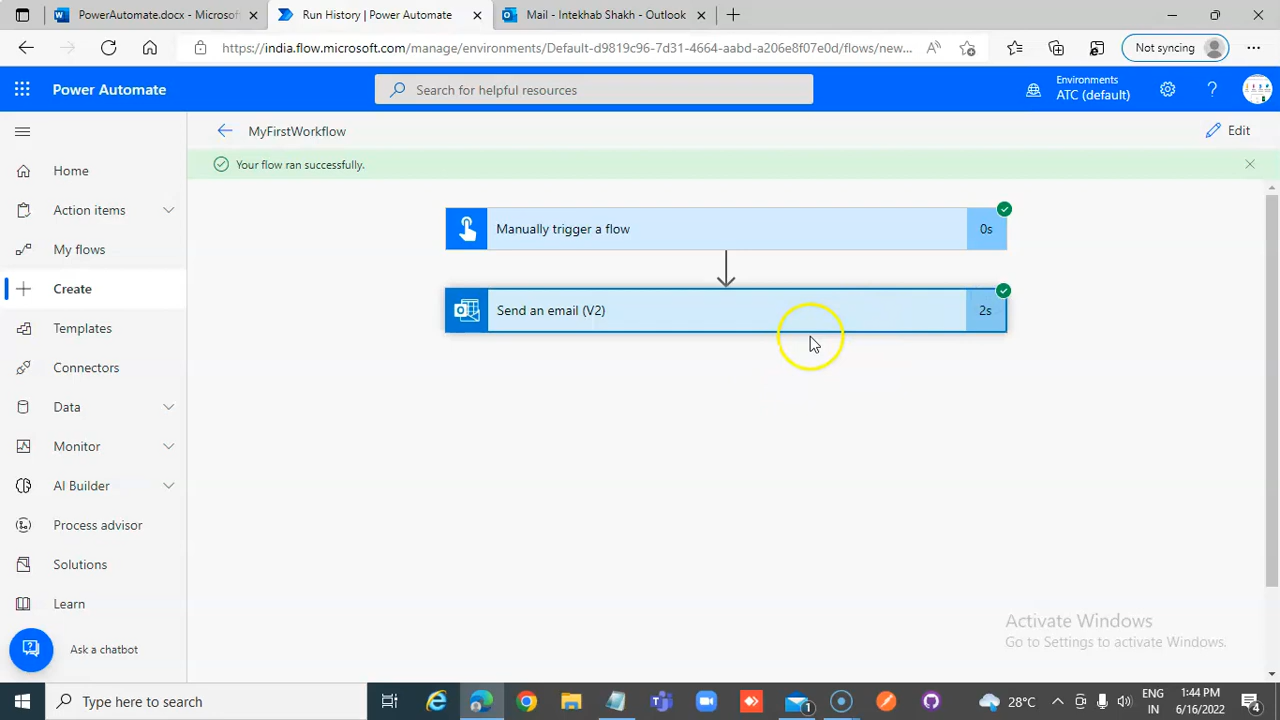 PowerAutomate.docx - Microsof
Run History | Power Automate
Mail - Intekhab Shakh - Outlook
https://india.flow.microsoft.com/manage/environments/Default-d9819c96-7d31-4664-aabd-a206e8f07e0d/flows/new...
Not syncing
Power Automate
Search for helpful resources
Environments
ATC (default)
MyFirstWorkflow
Edit
Your flow ran successfully.
Home
Action items
My flows
Create
Templates
Connectors
Data
Monitor
AI Builder
Process advisor
Solutions
Learn
Ask a chatbot
Manually trigger a flow
0s
Send an email (V2)
2s
Activate Windows
Go to Settings to activate Windows.
Type here to search
1
28°C
ENG
IN
1:44 PM
6/16/2022
4